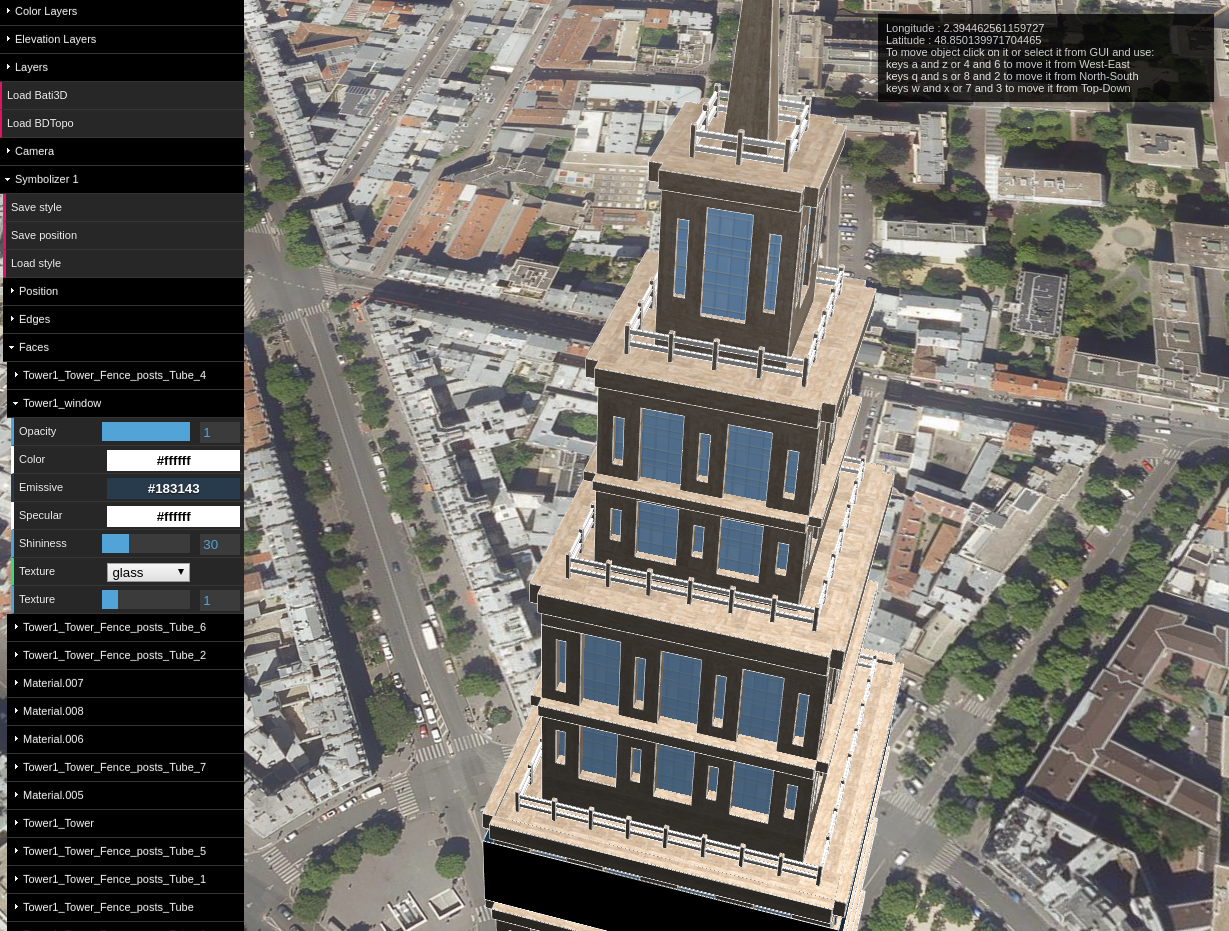 Color Layers
Elevation Layers
Layers
Load Bati3D
Load BDTopo
Camera
Symbolizer 1
Save style
Save position
Load style
Position
Edges
Faces
Tower1_Tower_Fence_posts_Tube_4
Tower1_window
Opacity 1
Color #ffffff
Emissive #183143
Specular #ffffff
Shininess 30
Texture glass
Texture 1
Tower1_Tower_Fence_posts_Tube_6
Tower1_Tower_Fence_posts_Tube_2
Material.007
Material.008
Material.006
Tower1_Tower_Fence_posts_Tube_7
Material.005
Tower1_Tower
Tower1_Tower_Fence_posts_Tube_5
Tower1_Tower_Fence_posts_Tube_1
Tower1_Tower_Fence_posts_Tube
Longitude : 2.394462561159727
Latitude : 48.850139971704465
To move object click on it or select it from GUI and use:
keys a and z or 4 and 6 to move it from West-East
keys q and s or 8 and 2 to move it from North-South
keys w and x or 7 and 3 to move it from Top-Down